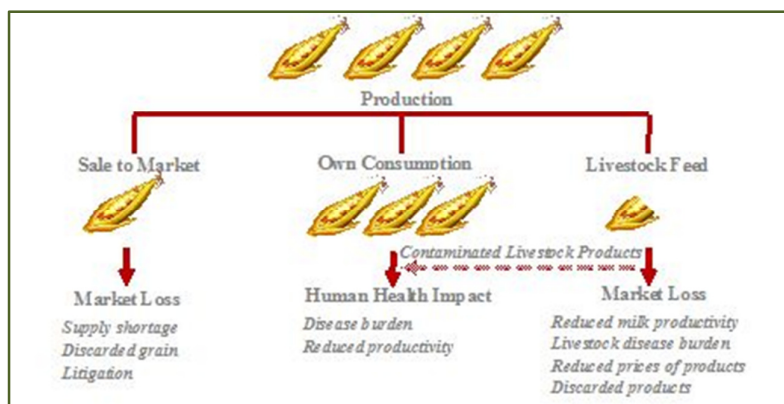 Production
Sale to Market
Own Consumption
Livestock Feed
Contaminated Livestock Products
Market Loss
Supply shortage
Discarded grain
Litigation
Human Health Impact
Disease burden
Reduced productivity
Market Loss
Reduced milk productivity
Livestock disease burden
Reduced prices of products
Discarded products